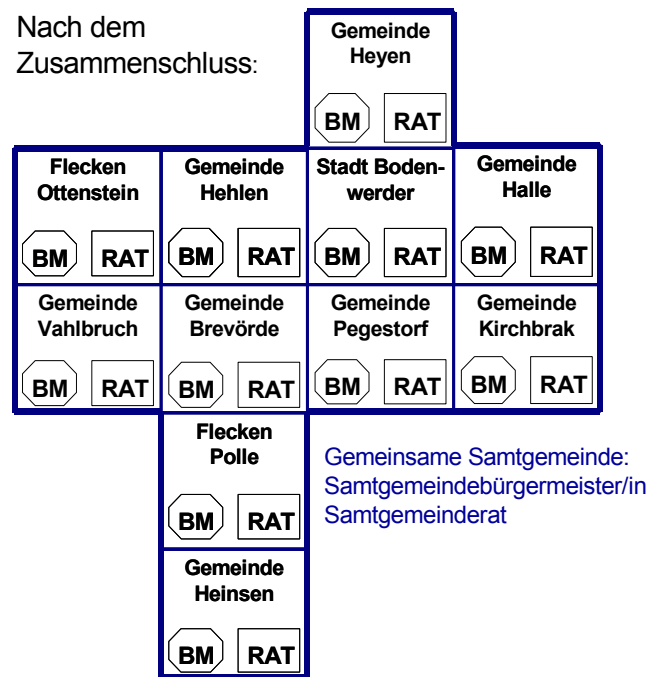 Nach dem
Zusammenschluss:
Gemeinde
Heyen
BM RAT
Flecken
Ottenstein
BM RAT
Gemeinde
Hehlen
BM RAT
Stadt Boden-
werder
BM RAT
Gemeinde
Halle
BM RAT
Gemeinde
Vahlbruch
BM RAT
Gemeinde
Brevörde
BM RAT
Gemeinde
Pegestorf
BM RAT
Gemeinde
Kirchbrak
BM RAT
Flecken
Polle
BM RAT
Gemeinsame Samtgemeinde:
Samtgemeindebürgermeister/in
Samtgemeinderat
Gemeinde
Heinsen
BM RAT